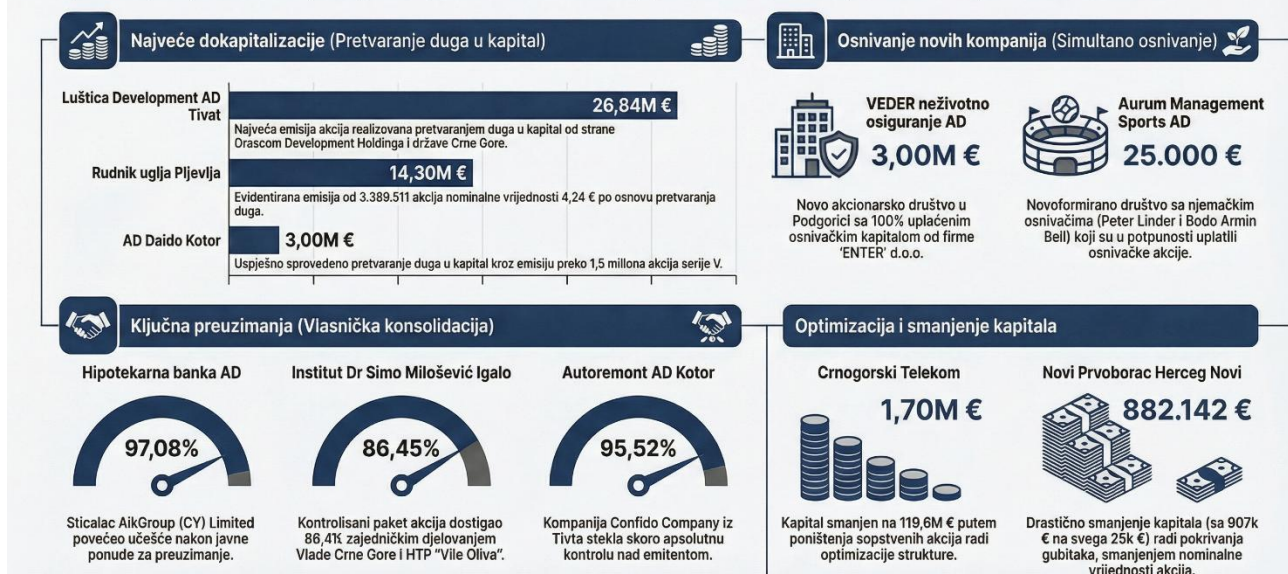 Najveće dokapitalizacije (Pretvaranje duga u kapital)
Luštica Development AD
Tivat
26,84M €
Najveća emisija akcija realizovana pretvaranjem duga u kapital od strane
Orascom Development Holdinga i države Crne Gore.
Rudnik uglja Pljevlja
14,30M €
Evidentirana emisija od 3.389.511 akcija nominalne vrijednosti 4,24 € po osnovu pretvaranja
duga.
AD Daido Kotor
3,00M €
Uspješno sprovedeno pretvaranje duga u kapital kroz emisiju preko 1,5 millona akcija serije V.
Osnivanje novih kompanija (Simultano osnivanje)
VEDER neživotno
osiguranje AD
3,00M €
Novo akcionarsko društvo u
Podgorici sa 100% uplaćenim
osnivačkim kapitalom od firme
'ENTER' d.o.o.
Aurum Management
Sports AD
25.000 €
Novoformirano društvo sa njemačkim
osnivačima (Peter Linder i Bodo Armin
Bell) koji su u potpunosti uplatili
osnivačke akcije.
Ključna preuzimanja (Vlasnička konsolidacija)
Hipotekarna banka AD
97,08%
Sticalac AikGroup (CY) Limited
povećeo učešće nakon javne
ponude za preuzimanje.
Institut Dr Simo Milošević Igalo
86,45%
Kontrolisani paket akcija dostigao
86,41% zajedničkim djelovanjem
Vlade Crne Gore i HTP "Vile Oliva".
Autoremont AD Kotor
95,52%
Kompanija Confido Company iz
Tivta stekla skoro apsolutnu
kontrolu nad emitentom.
Optimizacija i smanjenje kapitala
Crnogorski Telekom
1,70M €
Kapital smanjen na 119,6M € putem
poništenja sopstvenih akcija radi
optimizacije strukture.
Novi Prvoborac Herceg Novi
882.142 €
Drastično smanjenje kapitala (sa 907k
€ na svega 25k €) radi pokrivanja
gubitaka, smanjenjem nominalne
vrijednosti akcija.